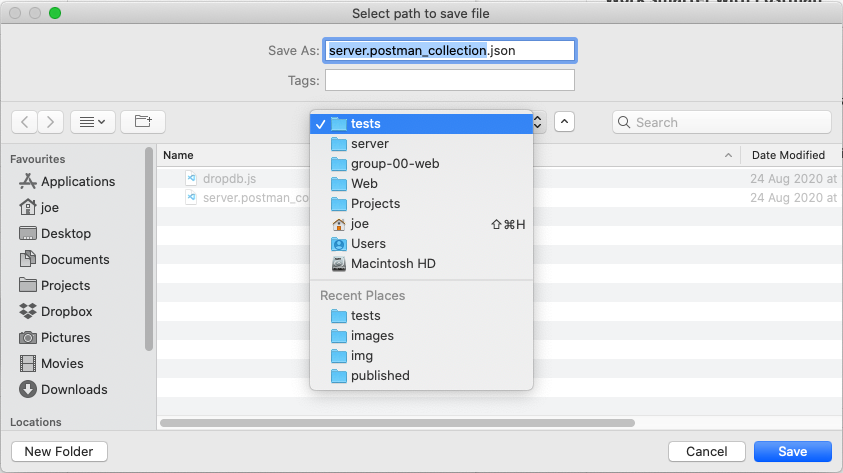 Select path to save file
Save As: server.postman_collection.json
Tags:
Search
Favourites
Applications
joe
Desktop
Documents
Projects
Dropbox
Pictures
Movies
Downloads
Locations
Name
Date Modified
dropdb.js
24 Aug 2020 at
server.postman_co
24 Aug 2020 at
tests
server
group-00-web
Web
Projects
joe ⇧⌘H
Users
Macintosh HD
Recent Places
tests
images
img
published
New Folder
Cancel
Save